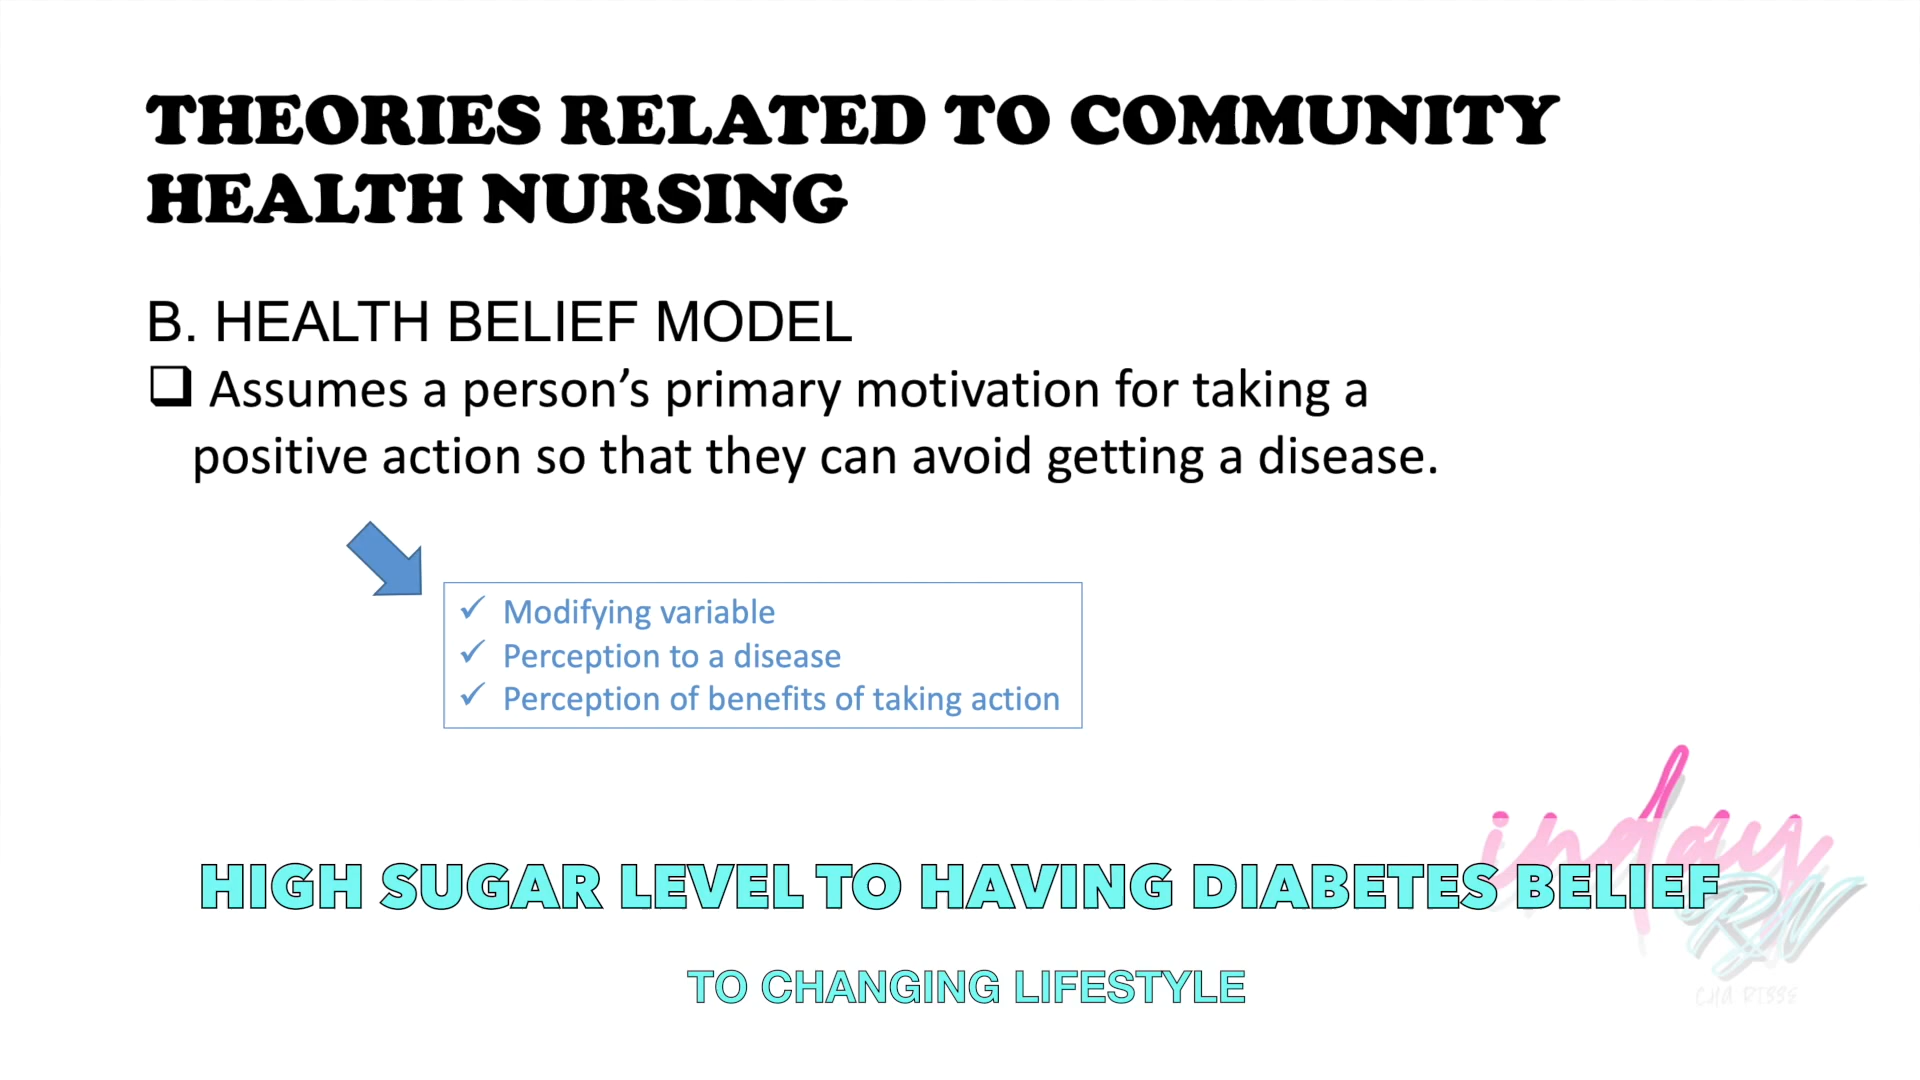 THEORIES RELATED TO COMMUNITY
HEALTH NURSING
B. HEALTH BELIEF MODEL
Assumes a person’s primary motivation for taking a
positive action so that they can avoid getting a disease.
Modifying variable
Perception to a disease
Perception of benefits of taking action
HIGH SUGAR LEVEL TO HAVING DIABETES BELIEF
TO CHANGING LIFESTYLE
inday
RN